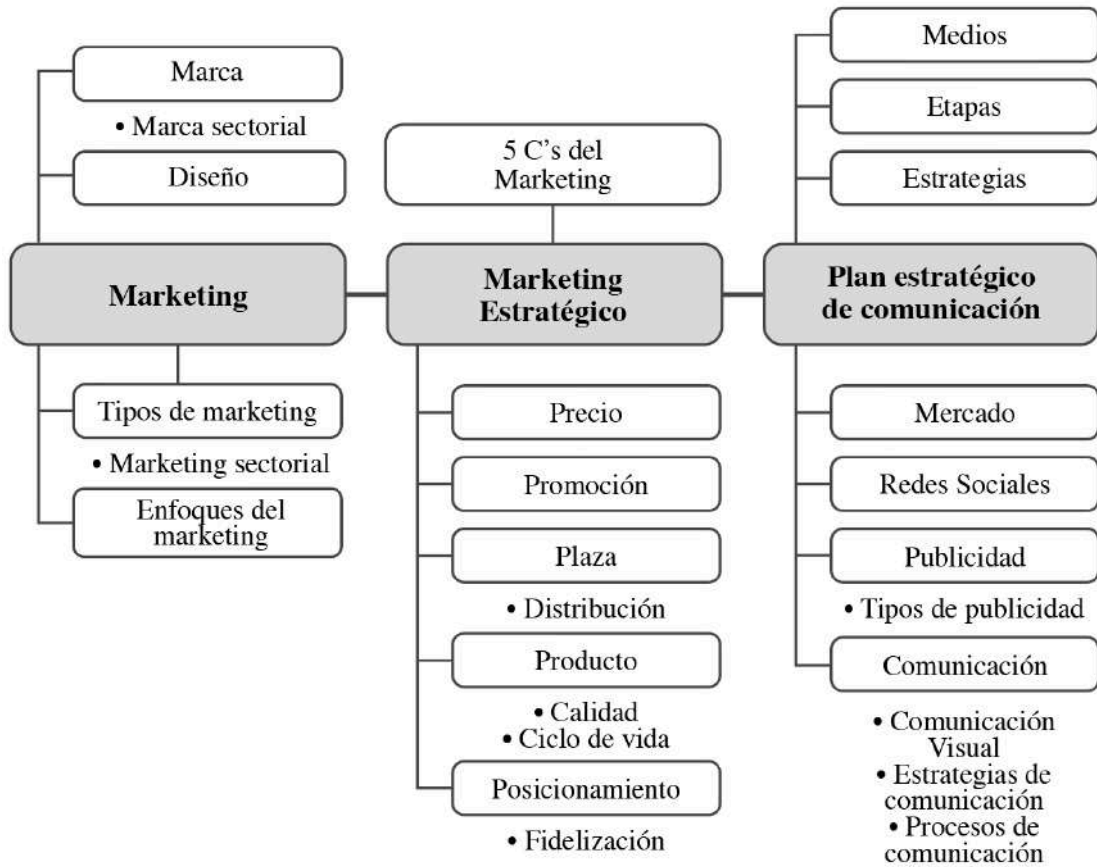 Marca
• Marca sectorial
Diseño
Marketing
Tipos de marketing
• Marketing sectorial
Enfoques del
marketing
5 C’s del
Marketing
Marketing
Estratégico
Precio
Promoción
Plaza
• Distribución
Producto
• Calidad
• Ciclo de vida
Posicionamiento
• Fidelización
Medios
Etapas
Estrategias
Plan estratégico
de comunicación
Mercado
Redes Sociales
Publicidad
• Tipos de publicidad
Comunicación
• Comunicación
Visual
• Estrategias de
comunicación
• Procesos de
comunicación